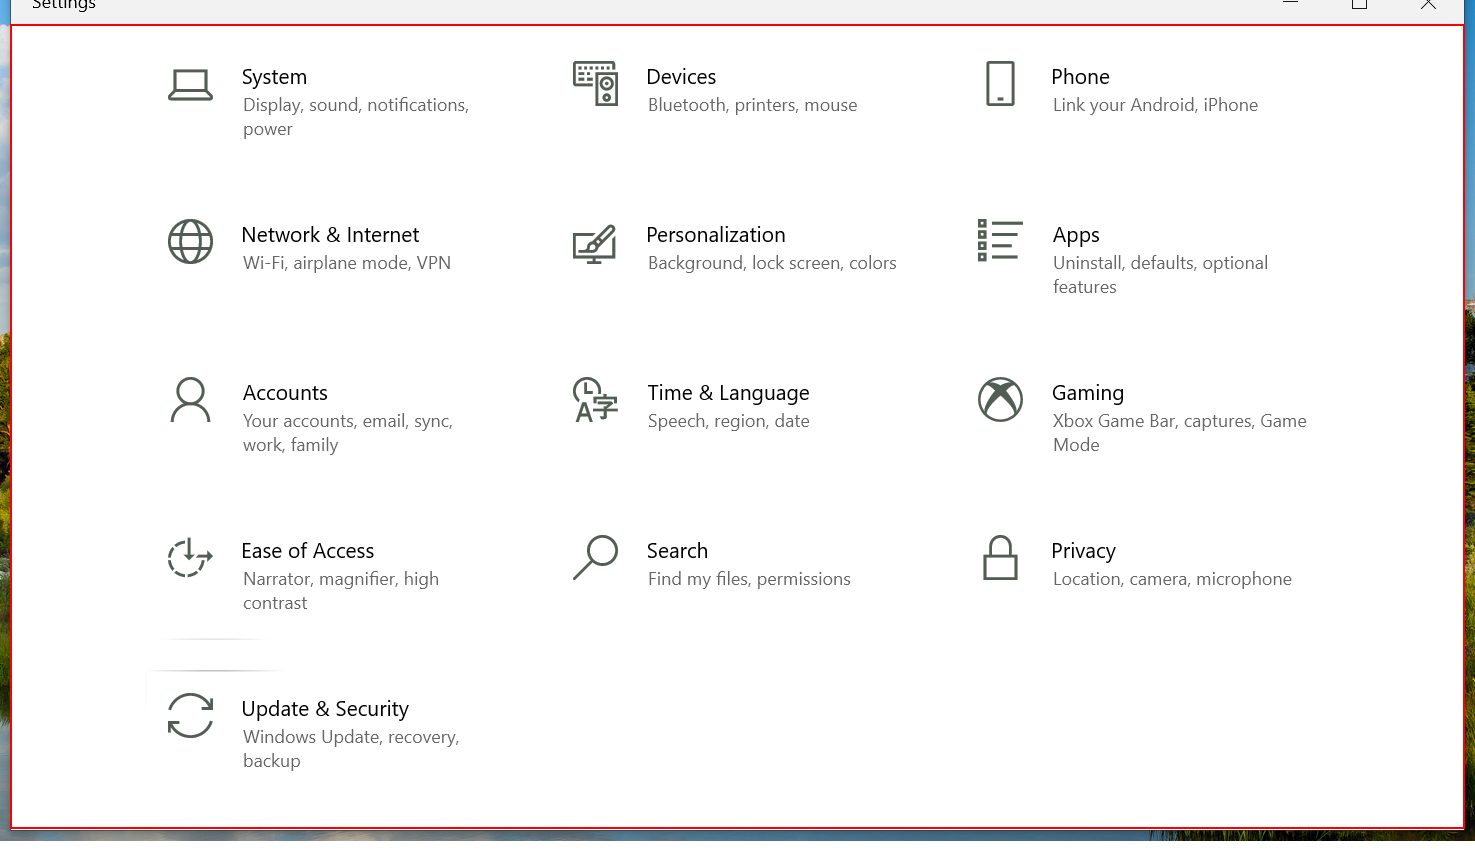 Settings
System
Display, sound, notifications,
power
Devices
Bluetooth, printers, mouse
Phone
Link your Android, iPhone
Network & Internet
Wi-Fi, airplane mode, VPN
Personalization
Background, lock screen, colors
Apps
Uninstall, defaults, optional
features
Accounts
Your accounts, email, sync,
work, family
Time & Language
Speech, region, date
Gaming
Xbox Game Bar, captures, Game
Mode
Ease of Access
Narrator, magnifier, high
contrast
Search
Find my files, permissions
Privacy
Location, camera, microphone
Update & Security
Windows Update, recovery,
backup